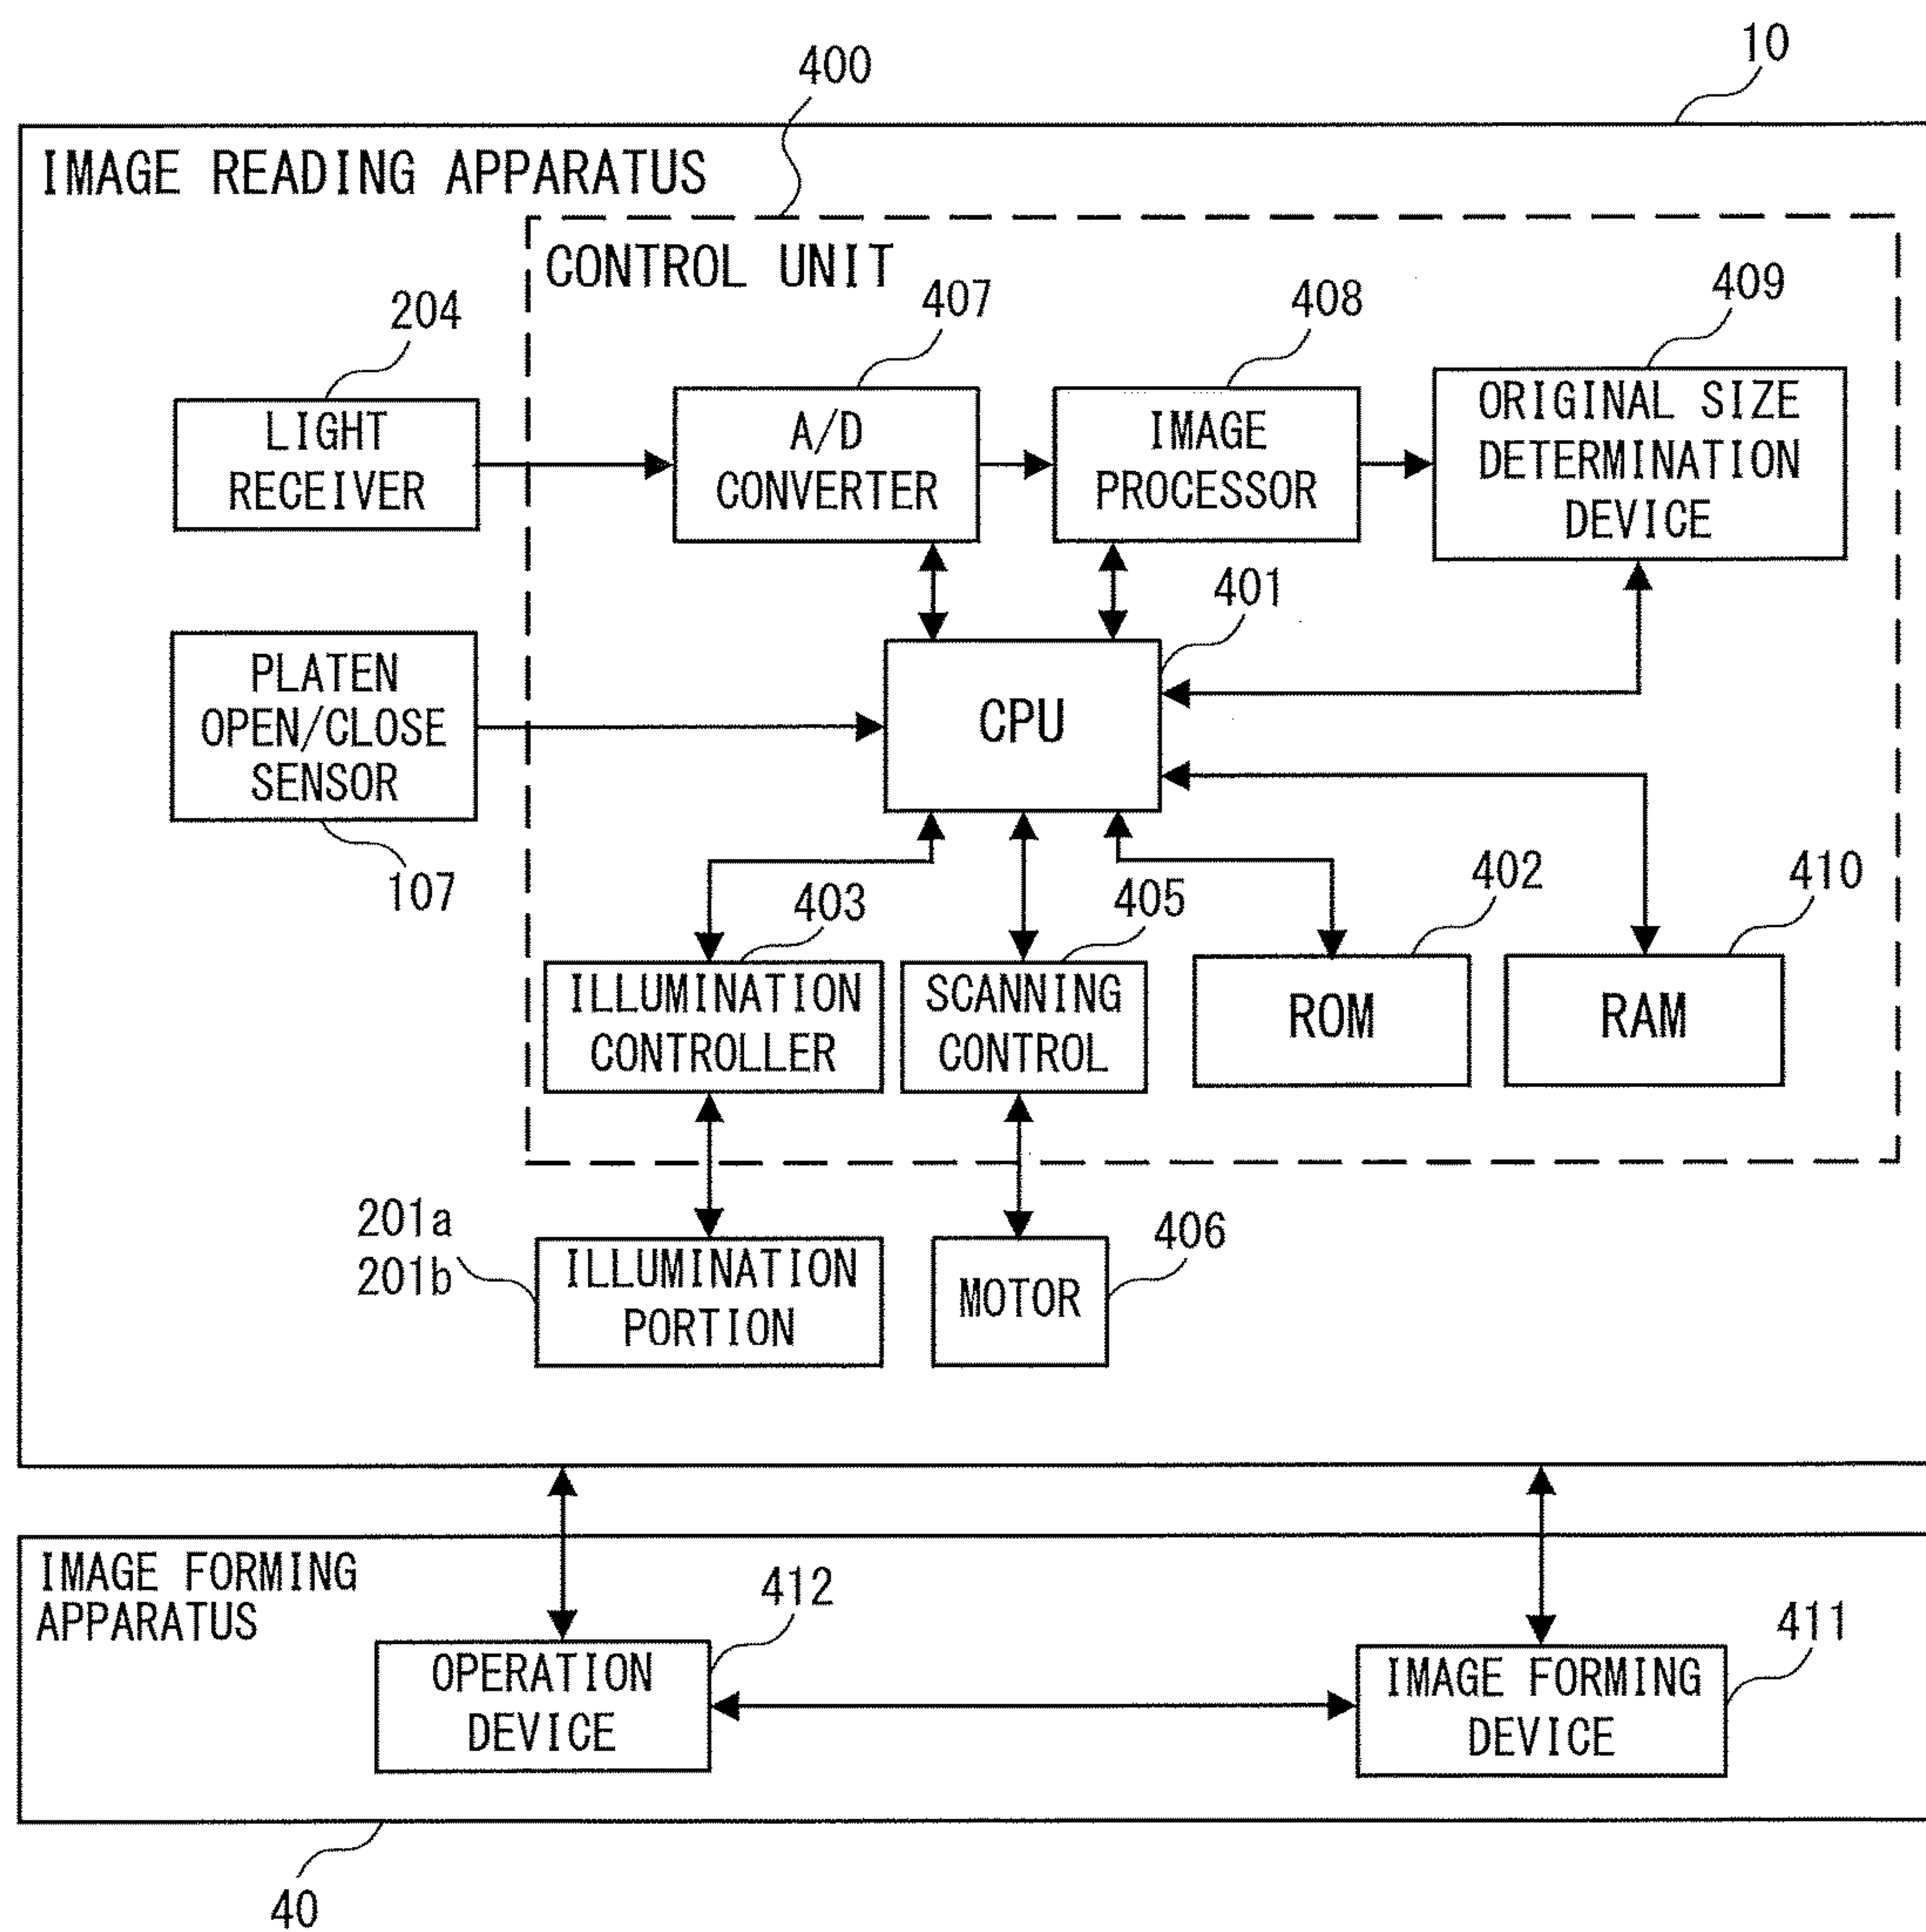 10
400
IMAGE READING APPARATUS
CONTROL UNIT
204
407
408
409
LIGHT
RECEIVER
A/D
CONVERTER
IMAGE
PROCESSOR
ORIGINAL SIZE
DETERMINATION
DEVICE
401
PLATEN
OPEN/CLOSE
SENSOR
107
CPU
403
405
402
410
ILLUMINATION
CONTROLLER
SCANNING
CONTROL
ROM
RAM
201a
201b
ILLUMINATION
PORTION
MOTOR
406
IMAGE FORMING
APPARATUS
412
411
OPERATION
DEVICE
IMAGE FORMING
DEVICE
40